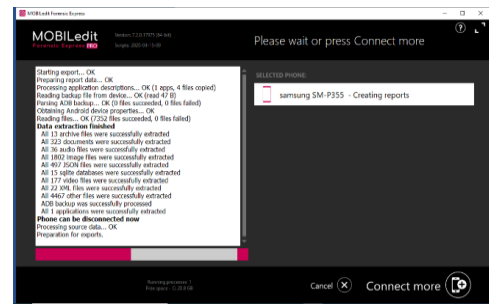 MOBILedit Forensic Express
MOBILedit
Forensic Express PRO
Please wait or press Connect more
?
Starting export... OK
Preparing report data... OK
Processing application descriptions... OK (1 apps, 4 files copied)
Reading backup file from device... OK (read 47 B)
Parsing ADB backup... OK (0 files succeeded, 0 files failed)
Obtaining Android device properties... OK
Reading files... OK (7352 files succeeded, 0 files failed)
Data extraction finished
All 13 archive files were successfully extracted
All 323 documents were successfully extracted
All 36 audio files were successfully extracted
All 1802 image files were successfully extracted
All 497 JSON files were successfully extracted
All 15 sqlite databases were successfully extracted
All 177 video files were successfully extracted
All 22 XML files were successfully extracted
All 4467 other files were successfully extracted
ADB backup was successfully processed
All 1 applications were successfully extracted
Phone can be disconnected now
Processing source data... OK
Preparation for exports.
SELECTED PHONE:
samsung SM-P355 - Creating reports
Running processes: 1
Free space -
Cancel
Connect more